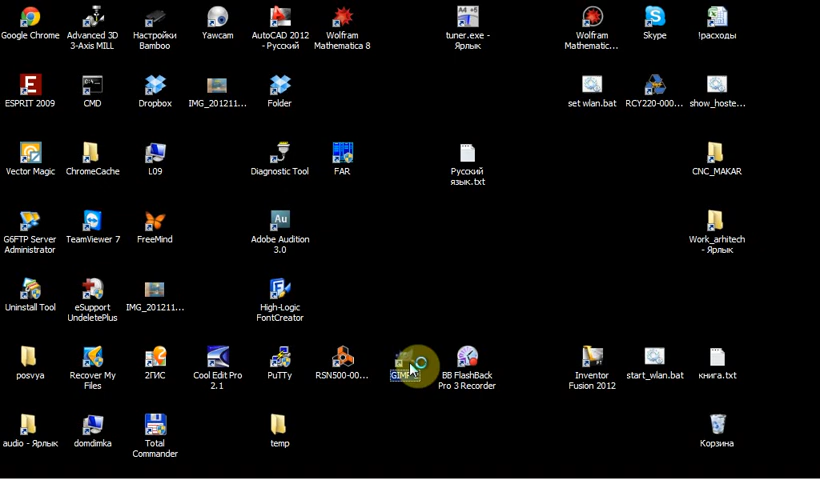 Google Chrome
Advanced 3D
3-Axis MILL
Настройки
Bamboo
Yawcam
AutoCAD 2012
- Русский
Wolfram
Mathematica 8
tuner.exe -
Ярлык
Wolfram
Mathematic...
Skype
!расходы
ESPRIT 2009
CMD
Dropbox
IMG_201211...
Folder
set wlan.bat
RCY220-000...
show_hoste...
Vector Magic
ChromeCache
L09
Diagnostic Tool
FAR
Русский
язык.txt
CNC_MAKAR
G6FTP Server
Administrator
TeamViewer 7
FreeMind
Au
Adobe Audition
3.0
Work_arhitech
- Ярлык
Uninstall Tool
eSupport
UndeletePlus
IMG_201211...
High-Logic
FontCreator
posvya
Recover My
Files
2ГИС
Cool Edit Pro
2.1
PuTTy
RSN500-00...
BB FlashBack
Pro 3 Recorder
Inventor
Fusion 2012
start_wlan.bat
книга.txt
audio - Ярлык
domdimka
Total
Commander
temp
Корзина